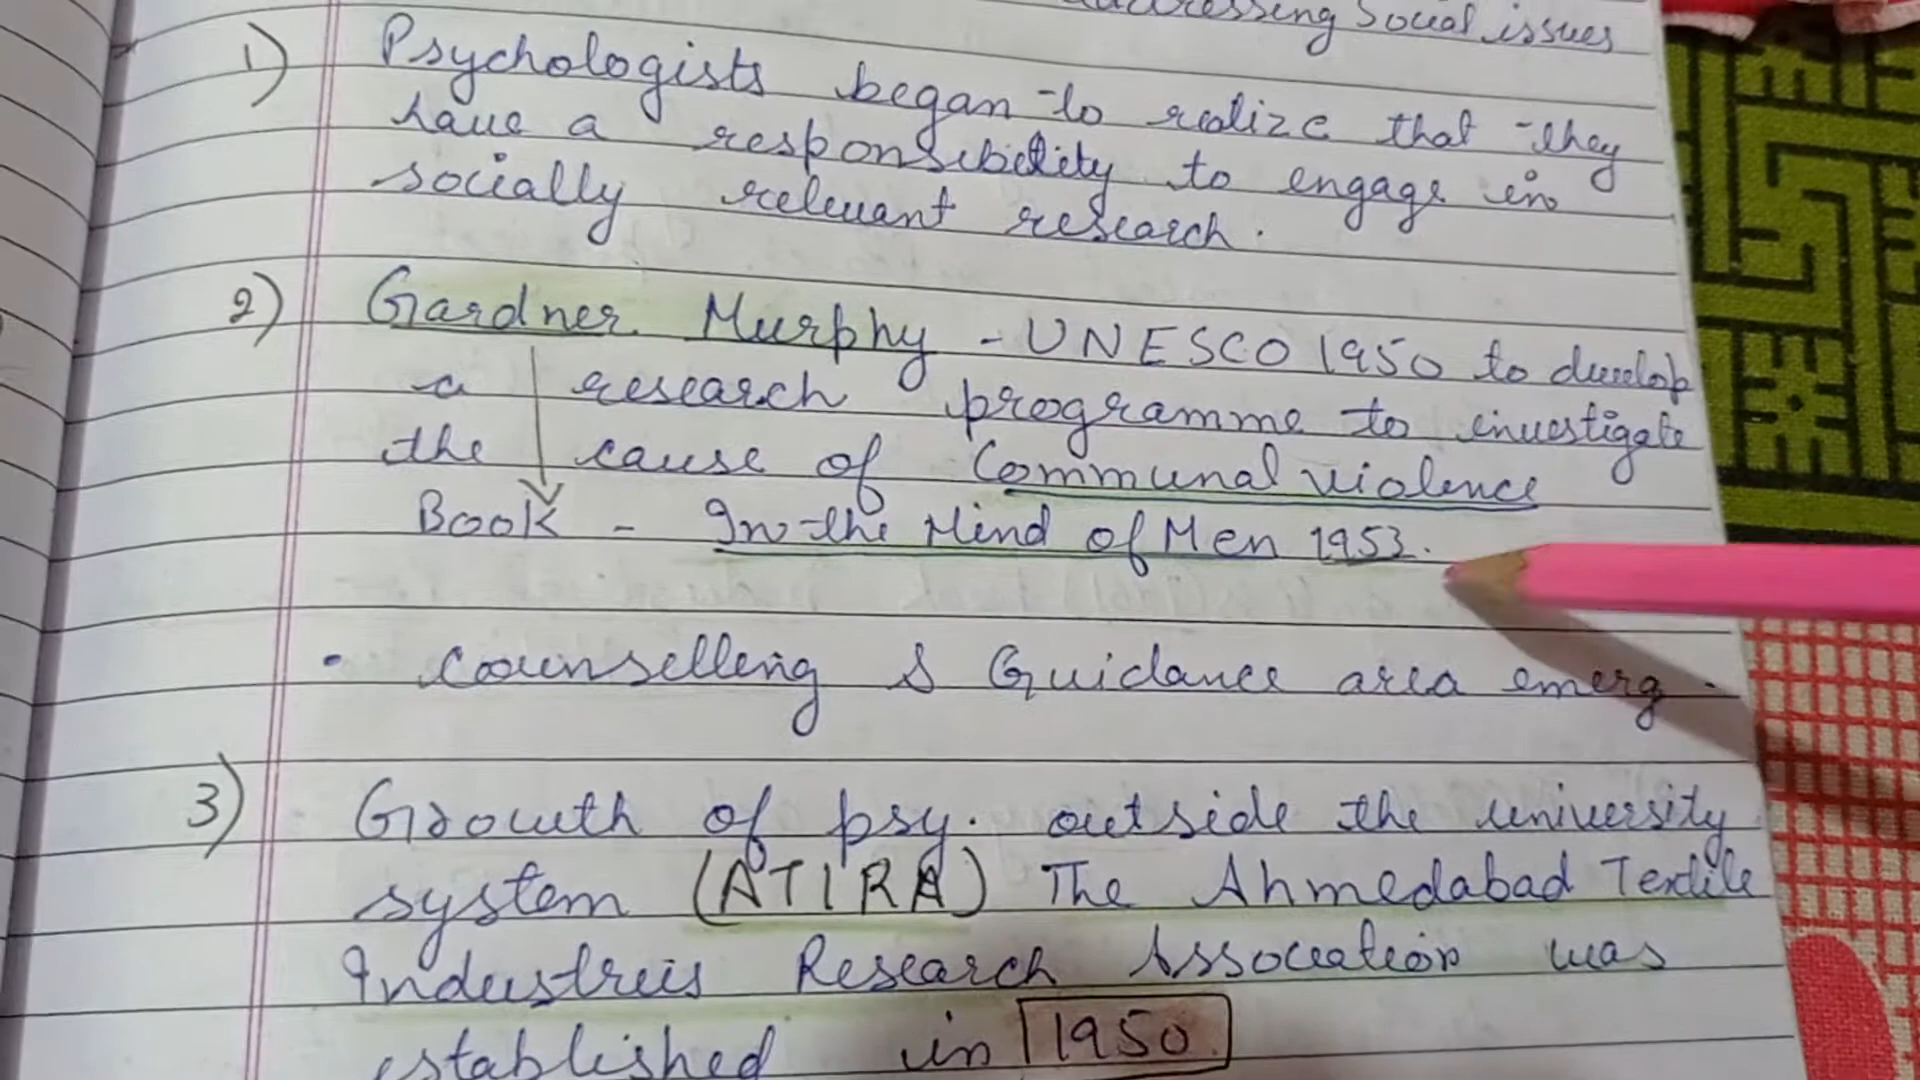 addressing Social issues
1) Psychologists began to realize that they
have a responsibility to engage in
socially relevant research.
2) Gardner Murphy - UNESCO 1950 to develop
a research programme to investigate
the cause of Communal violence
Book - In the Mind of Men 1953.
• Counselling & Guidance area emerg.
3) Growth of psy. outside the university
system (ATIRA) The Ahmedabad Textile
Industries Research Association was
established in 1950